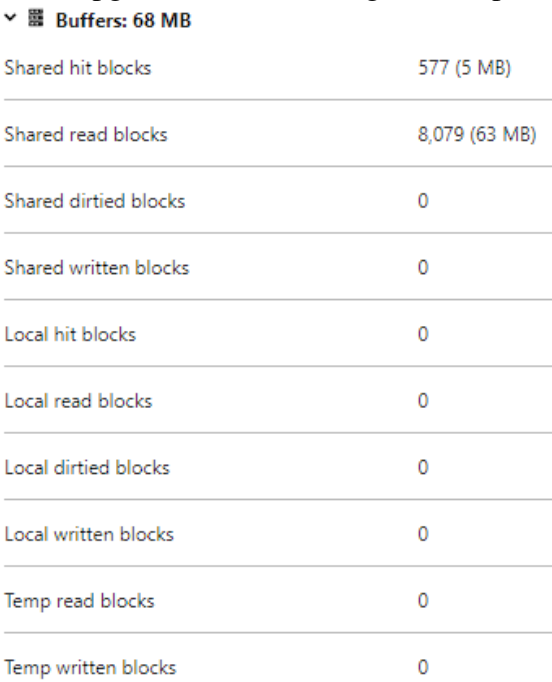 Buffers: 68 MB
Shared hit blocks 577 (5 MB)
Shared read blocks 8,079 (63 MB)
Shared dirtied blocks 0
Shared written blocks 0
Local hit blocks 0
Local read blocks 0
Local dirtied blocks 0
Local written blocks 0
Temp read blocks 0
Temp written blocks 0